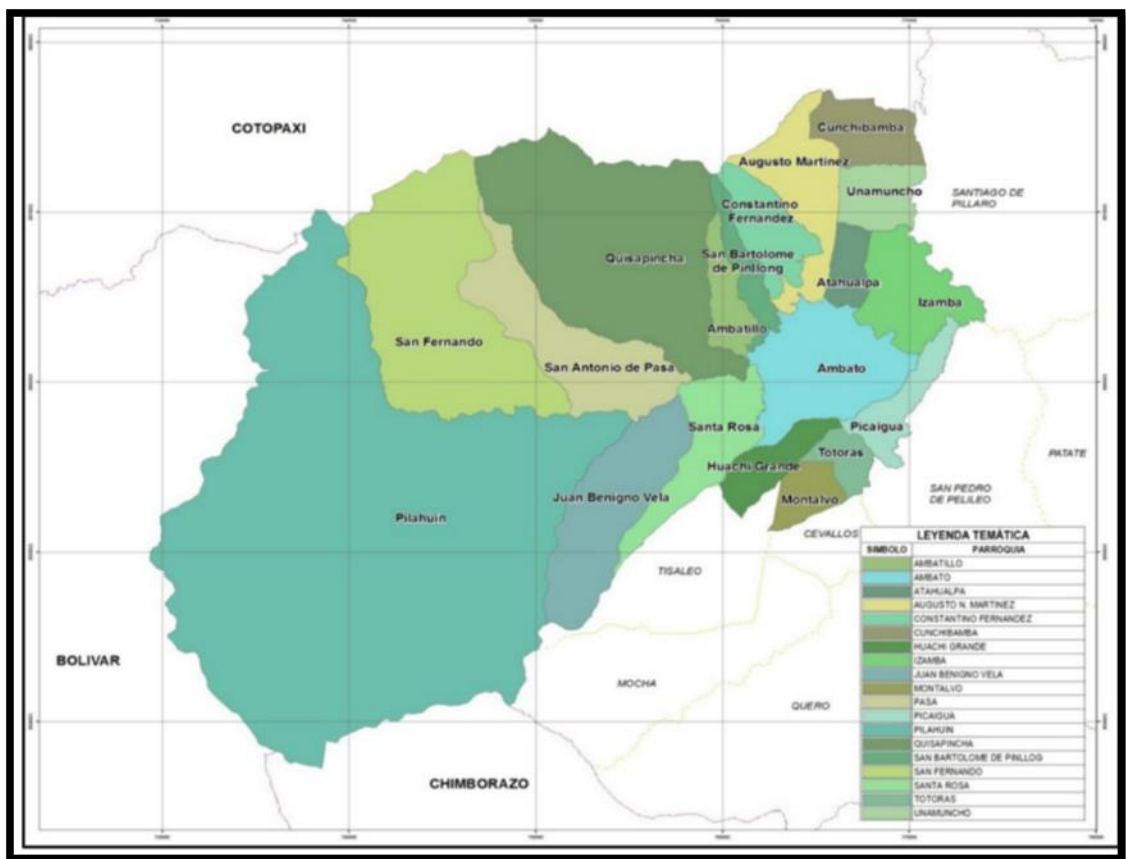 COTOPAXI
Cunchibamba
Augusto Martinez
Unamuncho
SANTIAGO DE
PILLARO
Constantino
Fernandez
San Bartolome
de Pinllong
Quisapincha
Atahualpa
Izamba
Ambatillo
San Fernando
San Antonio de Pasa
Ambato
Santa Rosa
Picaigua
Totoras
PATATE
Huachi Grande
Juan Benigno Vela
Montalvo
SAN PEDRO
DE PELILEO
Pilahuin
CEVALLOS
TISALEO
BOLIVAR
MOCHA
QUERO
CHIMBORAZO
LEYENDA TEMÁTICA
SIMBOLO PARROQUIA
AMBATILLO
AMBATO
ATAHUALPA
AUGUSTO N. MARTINEZ
CONSTANTINO FERNANDEZ
CUNCHIBAMBA
HUACHI GRANDE
IZAMBA
JUAN BENIGNO VELA
MONTALVO
PASA
PICAIGUA
PILAHUIN
QUISAPINCHA
SAN BARTOLOME DE PINLLOG
SAN FERNANDO
SANTA ROSA
TOTORAS
UNAMUNCHO